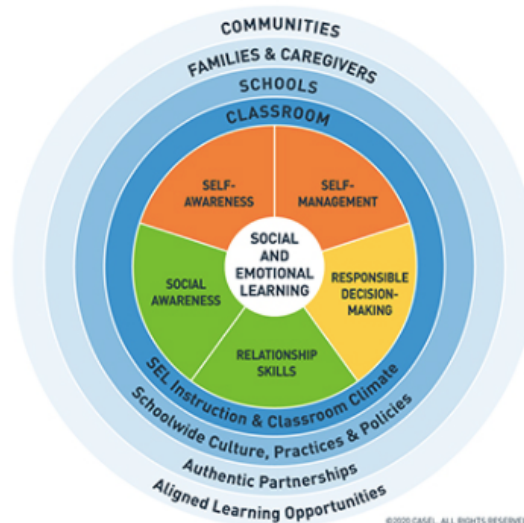 COMMUNITIES
FAMILIES & CAREGIVERS
SCHOOLS
CLASSROOM
SELF-
AWARENESS
SELF-
MANAGEMENT
SOCIAL
AND
EMOTIONAL
LEARNING
SOCIAL
AWARENESS
RESPONSIBLE
DECISION-
MAKING
RELATIONSHIP
SKILLS
SEL Instruction & Classroom Climate
Schoolwide Culture, Practices & Policies
Authentic Partnerships
Aligned Learning Opportunities
©2020 CASEL. ALL RIGHTS RESERVED